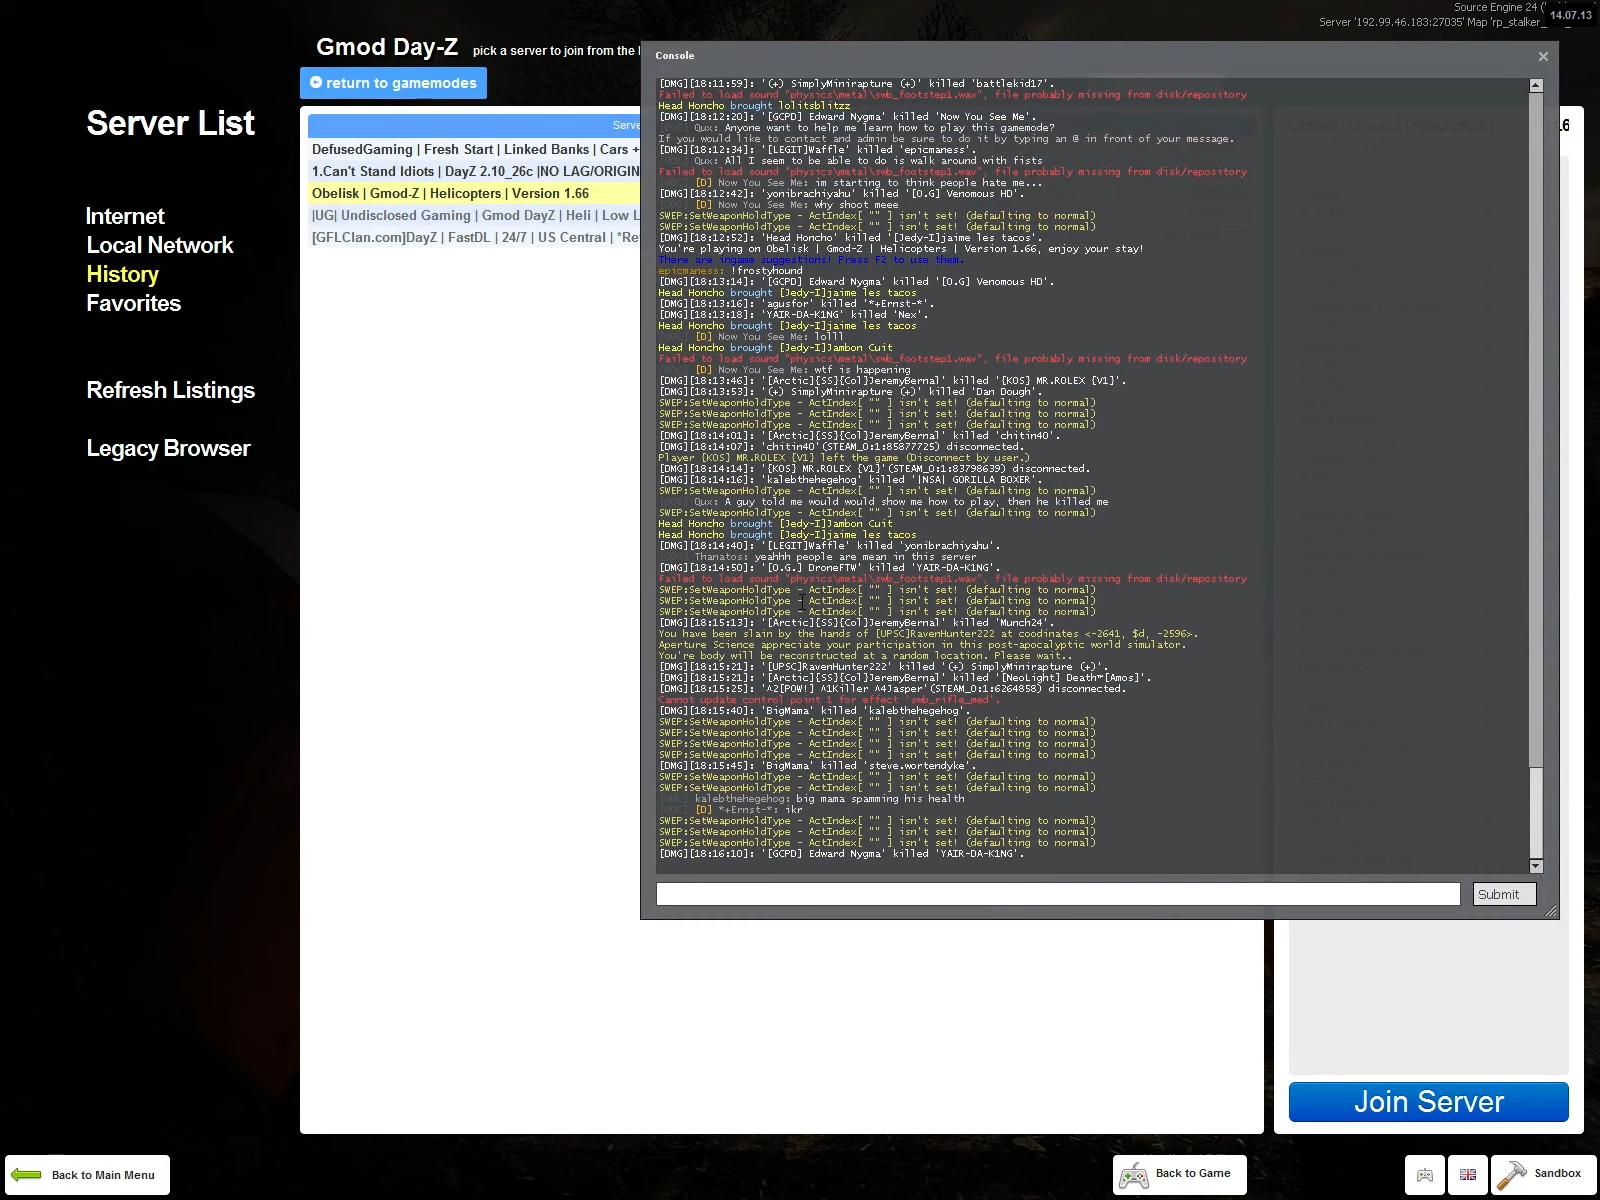 Source Engine 24 (
14.07.13
Server '192.99.46.183:27035' Map 'rp_stalker_
Gmod Day-Z pick a server to join from the l
return to gamemodes
Server List
Internet
Local Network
History
Favorites
Refresh Listings
Legacy Browser
Serve
DefusedGaming | Fresh Start | Linked Banks | Cars +
1.Can't Stand Idiots | DayZ 2.10_26c |NO LAG/ORIGIN
Obelisk | Gmod-Z | Helicopters | Version 1.66
|UG| Undisclosed Gaming | Gmod DayZ | Heli | Low L
[GFLClan.com]DayZ | FastDL | 24/7 | US Central | *Re
Console
[DMG][18:11:59]: '(+) SimplyMinirapture (+)' killed 'battlekid17'.
Failed to load sound "physics\metal\swb_footstep1.wav", file probably missing from disk/repository
Head Honcho brought lolitsblitzz
[DMG][18:12:20]: '[GCPD] Edward Nygma' killed 'Now You See Me'.
[OOC] Qux: Anyone want to help me learn how to play this gamemode?
If you would like to contact and admin be sure to do it by typing an @ in front of your message.
[DMG][18:12:34]: '[LEGIT]Waffle' killed 'epicmaness'.
[OOC] Qux: All I seem to be able to do is walk around with fists
Failed to load sound "physics\metal\swb_footstep1.wav", file probably missing from disk/repository
[OOC] [D] Now You See Me: im starting to think people hate me...
[DMG][18:12:42]: 'yonibrachiyahu' killed '[O.G] Venomous HD'.
[OOC] [D] Now You See Me: why shoot meee
SWEP:SetWeaponHoldType - ActIndex[ "" ] isn't set! (defaulting to normal)
SWEP:SetWeaponHoldType - ActIndex[ "" ] isn't set! (defaulting to normal)
[DMG][18:12:52]: 'Head Honcho' killed '[Jedy-I]jaime les tacos'.
You're playing on Obelisk | Gmod-Z | Helicopters | Version 1.66, enjoy your stay!
There are ingame suggestions! Press F2 to use them.
epicmaness: !frostyhound
[DMG][18:13:14]: '[GCPD] Edward Nygma' killed '[O.G] Venomous HD'.
Head Honcho brought [Jedy-I]jaime les tacos
[DMG][18:13:16]: 'agusfor' killed '*+Ernst-*'.
[DMG][18:13:18]: 'YAIR-DA-K1NG' killed 'Nex'.
Head Honcho brought [Jedy-I]jaime les tacos
[OOC] [D] Now You See Me: lolll
Head Honcho brought [Jedy-I]Jambon Cuit
Failed to load sound "physics\metal\swb_footstep1.wav", file probably missing from disk/repository
[OOC] [D] Now You See Me: wtf is happening
[DMG][18:13:46]: '[Arctic]{SS}{Col}JeremyBernal' killed '{KOS} MR.ROLEX {V1}'.
[DMG][18:13:53]: '(+) SimplyMinirapture (+)' killed 'Dan Dough'.
SWEP:SetWeaponHoldType - ActIndex[ "" ] isn't set! (defaulting to normal)
SWEP:SetWeaponHoldType - ActIndex[ "" ] isn't set! (defaulting to normal)
SWEP:SetWeaponHoldType - ActIndex[ "" ] isn't set! (defaulting to normal)
[DMG][18:14:01]: '[Arctic]{SS}{Col}JeremyBernal' killed 'chitin40'.
[DMG][18:14:07]: 'chitin40'(STEAM_0:1:85877725) disconnected.
Player {KOS} MR.ROLEX {V1} left the game (Disconnect by user.)
[DMG][18:14:14]: '{KOS} MR.ROLEX {V1}'(STEAM_0:1:83798639) disconnected.
[DMG][18:14:16]: 'kalebthehegehog' killed '|NSA| GORILLA BOXER'.
SWEP:SetWeaponHoldType - ActIndex[ "" ] isn't set! (defaulting to normal)
[OOC] Qux: A guy told me would would show me how to play, then he killed me
SWEP:SetWeaponHoldType - ActIndex[ "" ] isn't set! (defaulting to normal)
Head Honcho brought [Jedy-I]Jambon Cuit
Head Honcho brought [Jedy-I]jaime les tacos
[DMG][18:14:40]: '[LEGIT]Waffle' killed 'yonibrachiyahu'.
[OOC] Thanatos: yeahhh people are mean in this server
[DMG][18:14:50]: '[O.G.] DroneFTW' killed 'YAIR-DA-K1NG'.
Failed to load sound "physics\metal\swb_footstep1.wav", file probably missing from disk/repository
SWEP:SetWeaponHoldType - ActIndex[ "" ] isn't set! (defaulting to normal)
SWEP:SetWeaponHoldType - ActIndex[ "" ] isn't set! (defaulting to normal)
SWEP:SetWeaponHoldType - ActIndex[ "" ] isn't set! (defaulting to normal)
[DMG][18:15:13]: '[Arctic]{SS}{Col}JeremyBernal' killed 'Munch24'.
You have been slain by the hands of [UPSC]RavenHunter222 at coodinates <-2641, $d, -2596>.
Aperture Science appreciate your participation in this post-apocalyptic world simulator.
You're body will be reconstructed at a random location. Please wait..
[DMG][18:15:21]: '[UPSC]RavenHunter222' killed '(+) SimplyMinirapture (+)'.
[DMG][18:15:21]: '[Arctic]{SS}{Col}JeremyBernal' killed '[NeoLight] Death™[Amos]'.
[DMG][18:15:25]: '^2[POW!] ^1Killer ^4Jasper'(STEAM_0:1:6264858) disconnected.
Cannot update control point 1 for effect 'swb_rifle_med'.
[DMG][18:15:40]: 'BigMama' killed 'kalebthehegehog'.
SWEP:SetWeaponHoldType - ActIndex[ "" ] isn't set! (defaulting to normal)
SWEP:SetWeaponHoldType - ActIndex[ "" ] isn't set! (defaulting to normal)
SWEP:SetWeaponHoldType - ActIndex[ "" ] isn't set! (defaulting to normal)
SWEP:SetWeaponHoldType - ActIndex[ "" ] isn't set! (defaulting to normal)
[DMG][18:15:45]: 'BigMama' killed 'steve.wortendyke'.
SWEP:SetWeaponHoldType - ActIndex[ "" ] isn't set! (defaulting to normal)
SWEP:SetWeaponHoldType - ActIndex[ "" ] isn't set! (defaulting to normal)
[OOC] kalebthehegehog: big mama spamming his health
[OOC] [D] *+Ernst-*: ikr
SWEP:SetWeaponHoldType - ActIndex[ "" ] isn't set! (defaulting to normal)
SWEP:SetWeaponHoldType - ActIndex[ "" ] isn't set! (defaulting to normal)
SWEP:SetWeaponHoldType - ActIndex[ "" ] isn't set! (defaulting to normal)
[DMG][18:16:10]: '[GCPD] Edward Nygma' killed 'YAIR-DA-K1NG'.
Submit
Join Server
Back to Main Menu
Back to Game
Sandbox